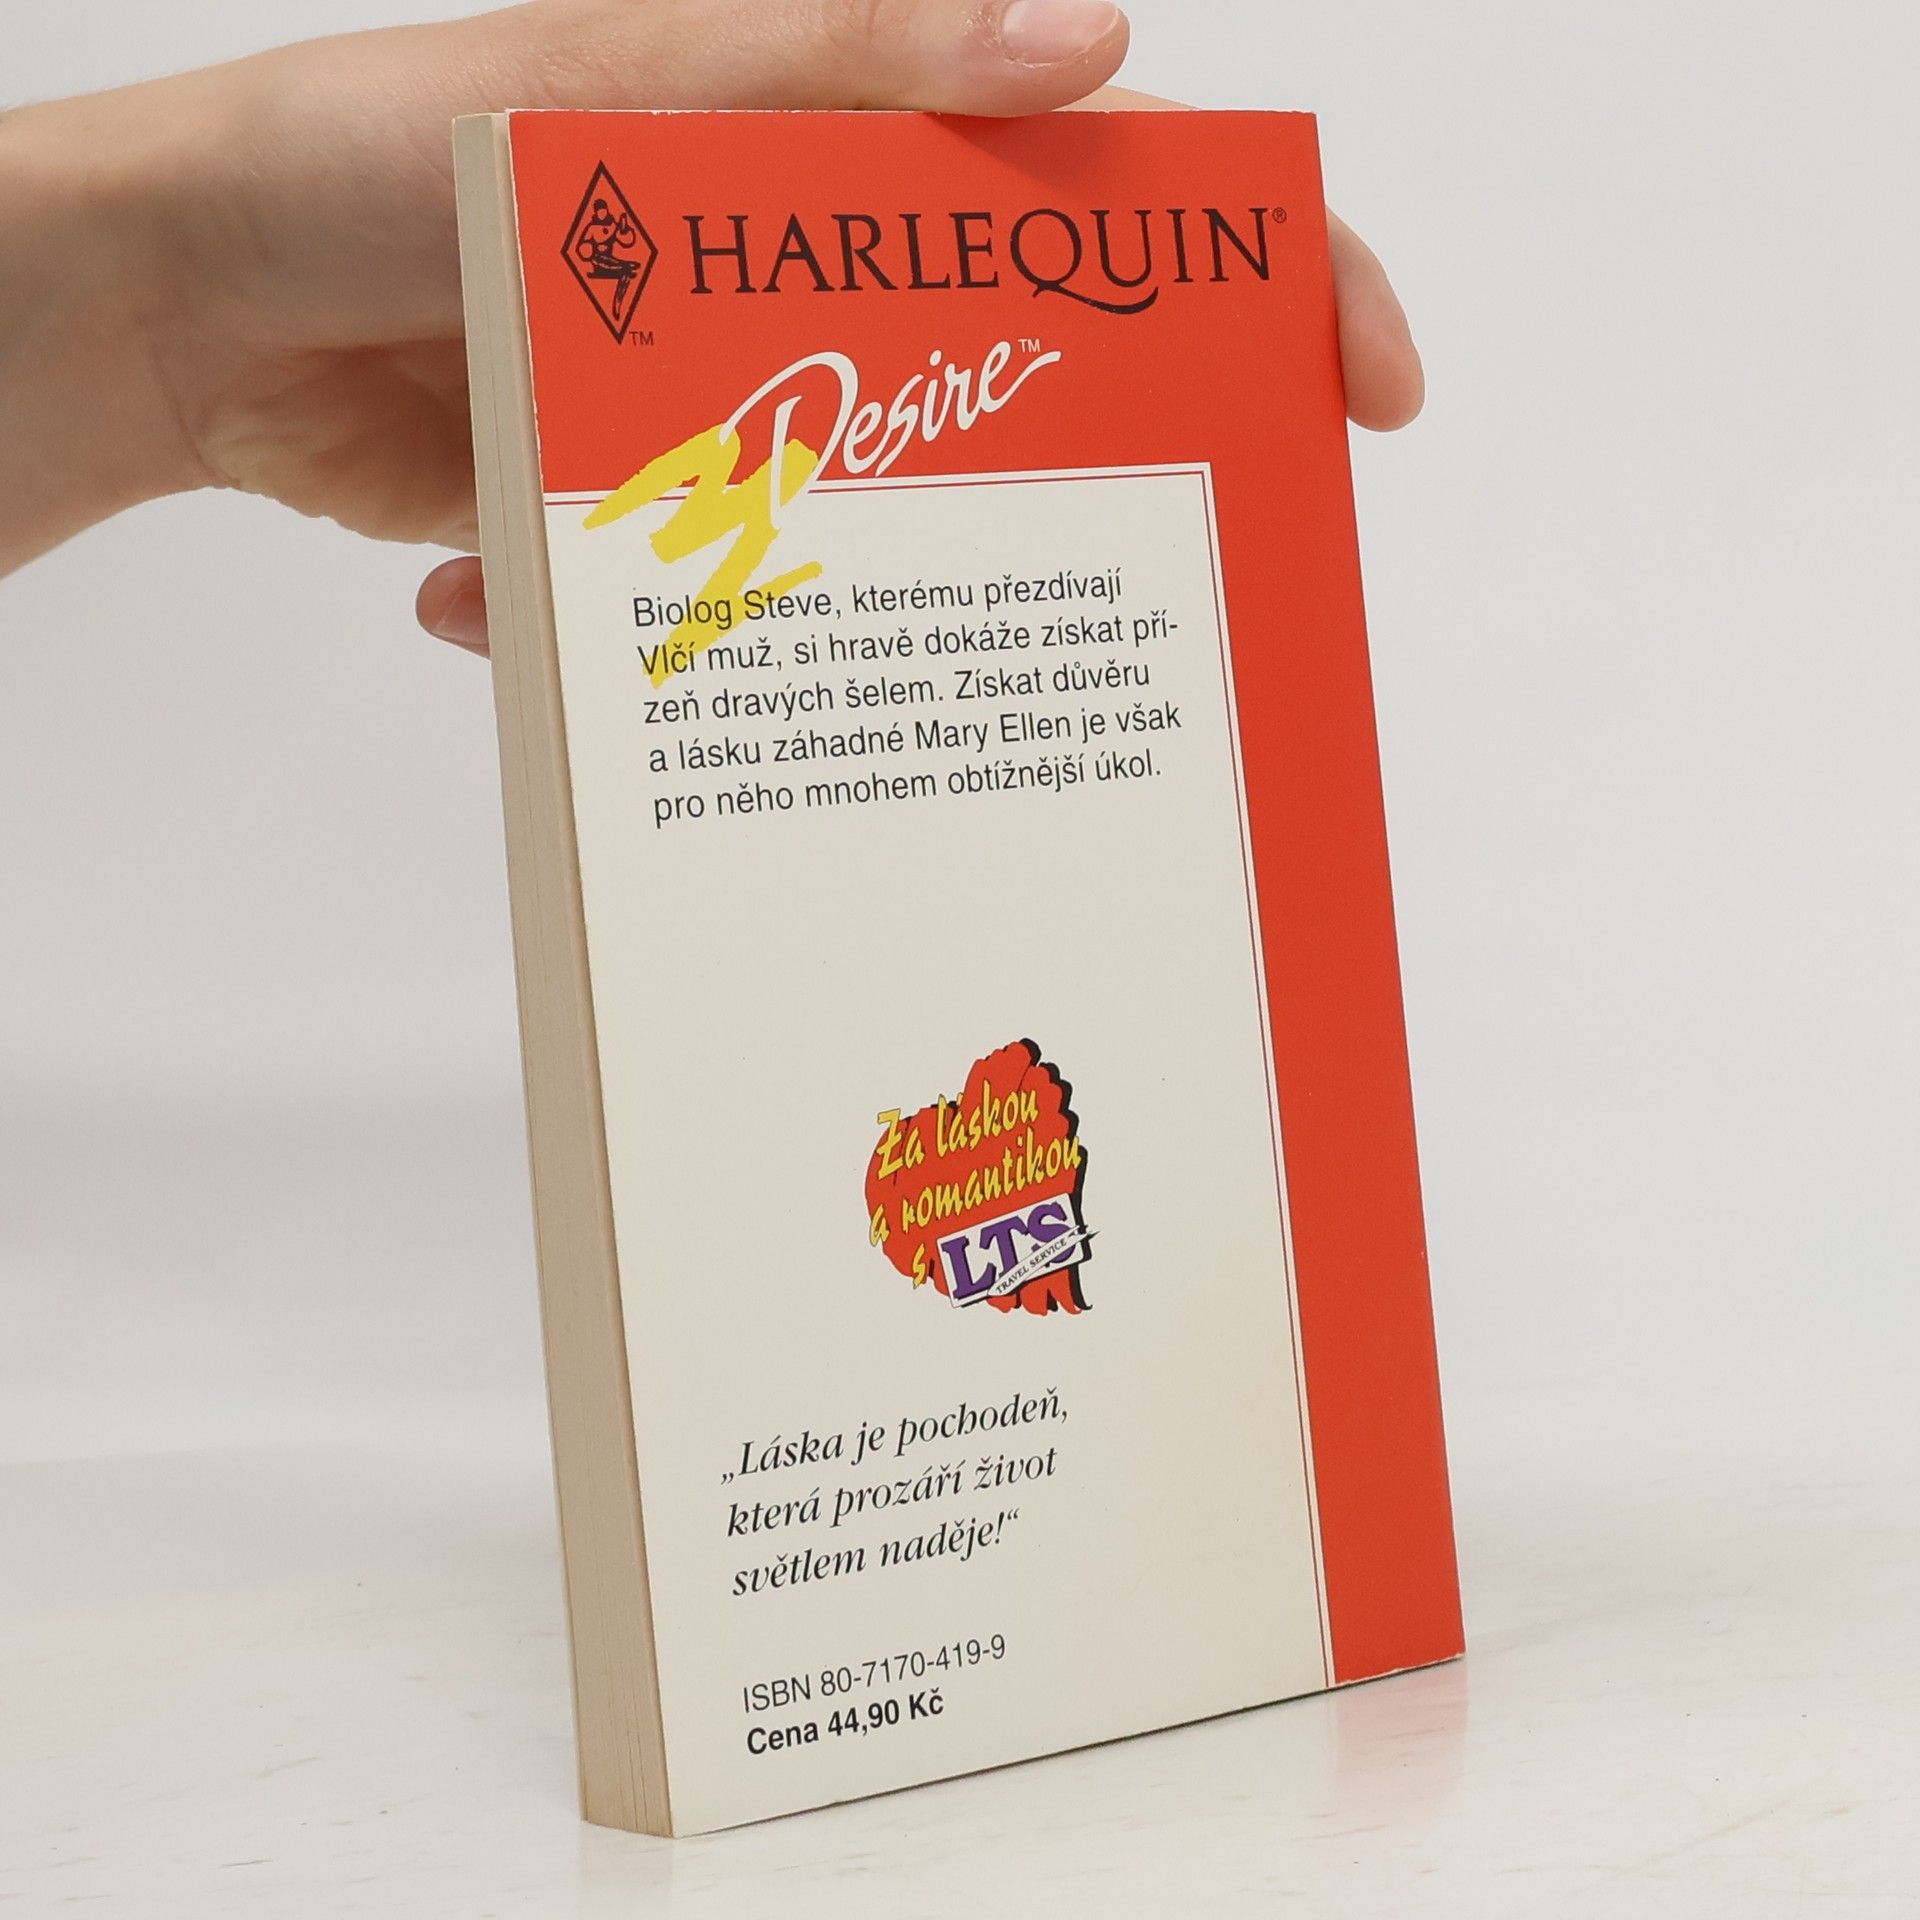 HARLEQUIN®
TM
Desire™
Biolog Steve, kterému přezdívají
Vlčí muž, si hravě dokáže získat pří-
zeň dravých šelem. Získat důvěru
a lásku záhadné Mary Ellen je však
pro něho mnohem obtížnější úkol.
Za láskou
a romantikou
s LTS
TRAVEL SERVICE
„Láska je pochodeň,
která prozáří život
světlem naděje!“
ISBN 80-7170-419-9
Cena 44,90 Kč